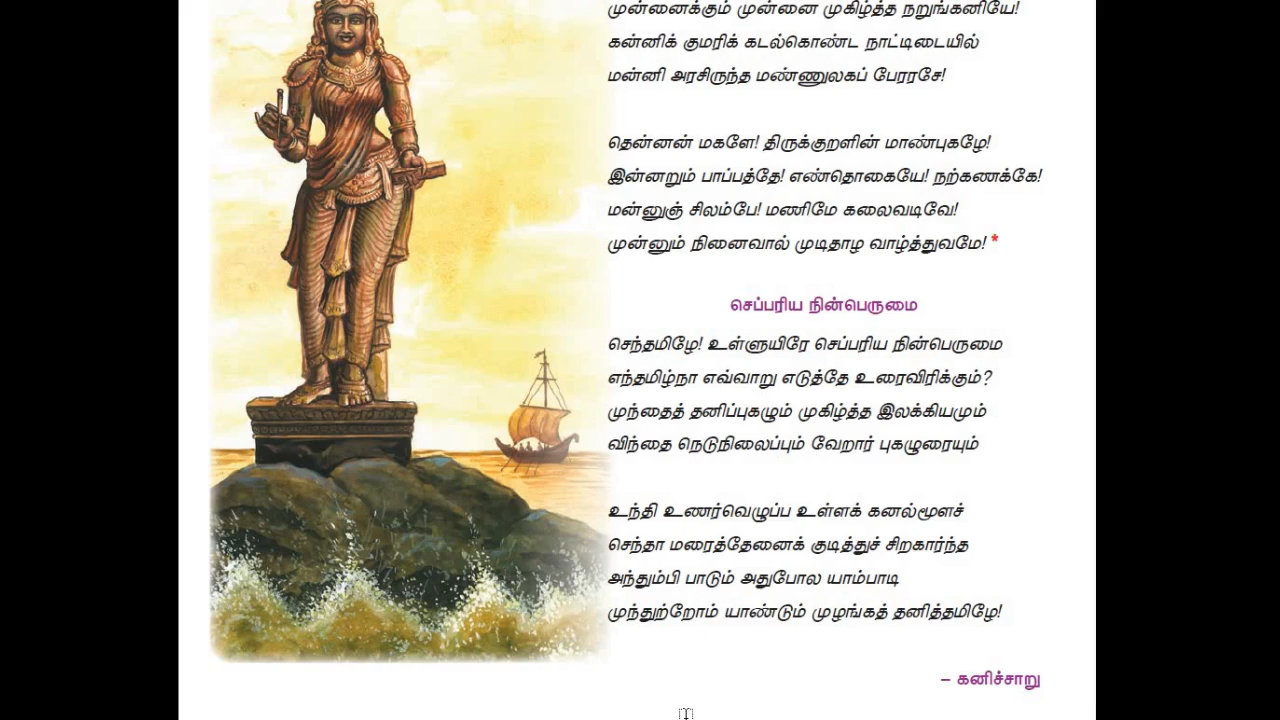 முன்னைக்கும் முன்னை முகிழ்த்த நறுங்கனியே!
கன்னிக் குமரிக் கடல்கொண்ட நாட்டிடையில்
மன்னி அரசிருந்த மண்ணுலகப் பேரரசே!
தென்னன் மகளே! திருக்குறளின் மாண்புகழே!
இன்னறும் பாப்பத்தே! எண்தொகையே! நற்கணக்கே!
மன்னுஞ் சிலம்பே! மணிமே கலைவடிவே!
முன்னும் நினைவால் முடிதாழ வாழ்த்துவமே! *
செப்பரிய நின்பெருமை
செந்தமிழே! உள்ளுயிரே செப்பரிய நின்பெருமை
எந்தமிழ்நா எவ்வாறு எடுத்தே உரைவிரிக்கும்?
முந்தைத் தனிப்புகழும் முகிழ்த்த இலக்கியமும்
விந்தை நெடுநிலைப்பும் வேறார் புகழுரையும்
உந்தி உணர்வெழுப்ப உள்ளக் கனல்மூளச்
செந்தா மரைத்தேனைக் குடித்துச் சிறகார்ந்த
அந்தும்பி பாடும் அதுபோல யாம்பாடி
முந்துற்றோம் யாண்டும் முழங்கத் தனித்தமிழே!
– கனிச்சாறு